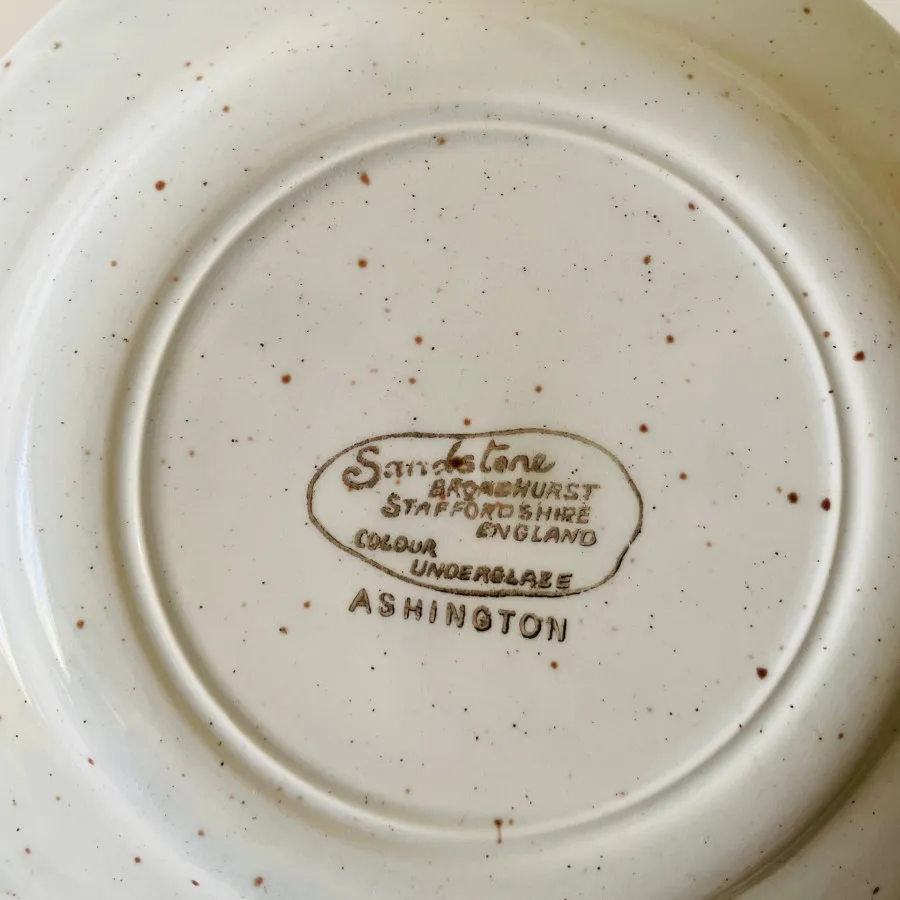 Sandstone
BROADHURST
STAFFORDSHIRE
ENGLAND
COLOUR
UNDERGLAZE
ASHINGTON